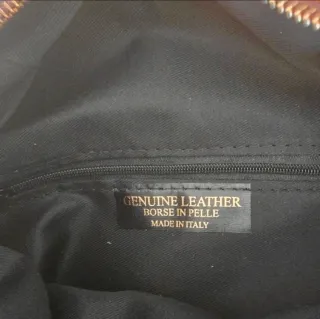 GENUINE LEATHER
BORSE IN PELLE
MADE IN ITALY